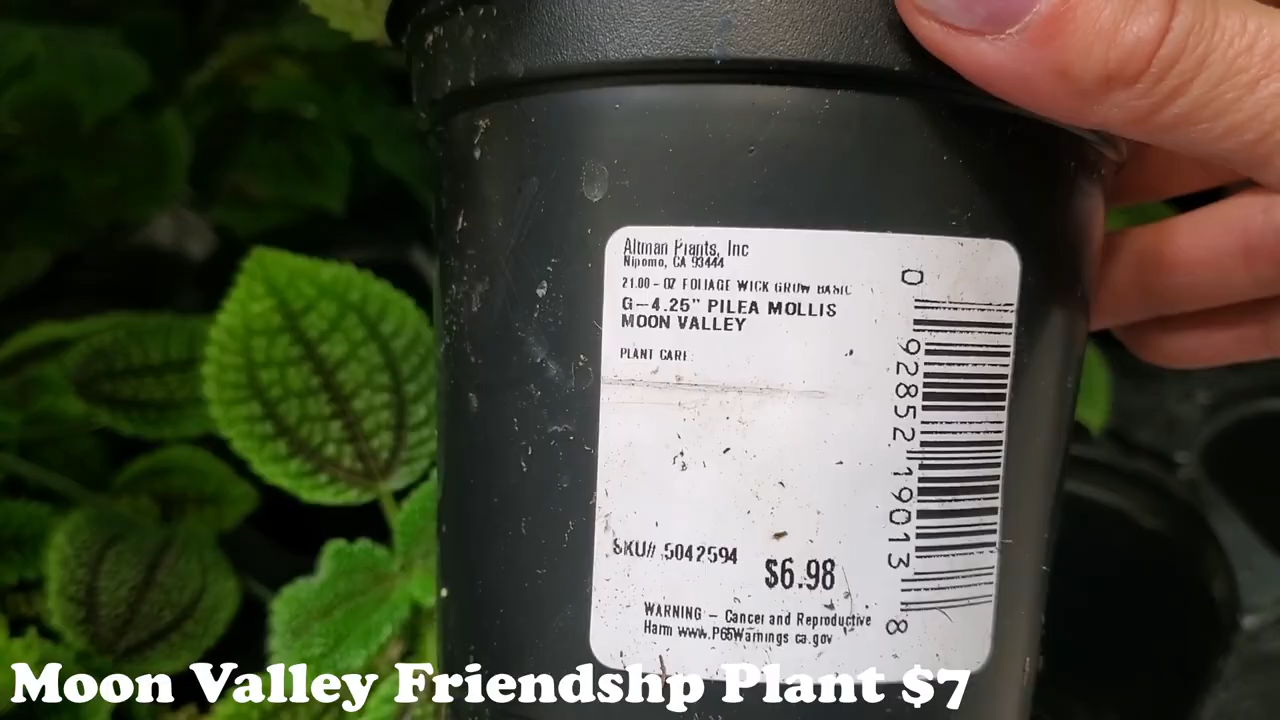 Altman Plants, Inc
Nipomo, CA 93444
21.00 - OZ FOLIAGE WICK GROW BASIC
G-4.25" PILEA MOLLIS
MOON VALLEY
PLANT CARE:
SKU# 5042594
$6.98
WARNING - Cancer and Reproductive
Harm www.P65Warnings.ca.gov
0 92852 19013 8
Moon Valley Friendshp Plant $7